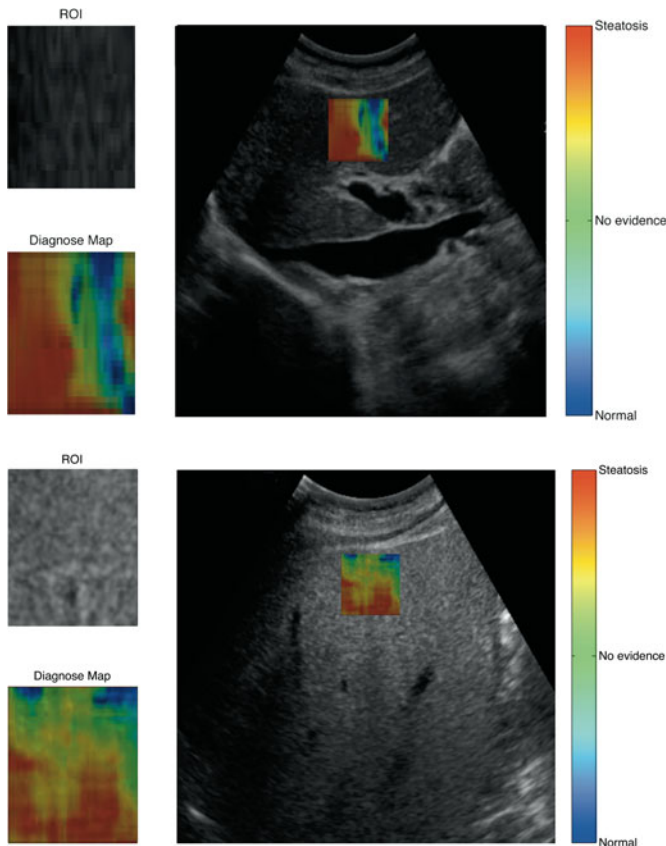 ROI
Steatosis
No evidence
Diagnose Map
Normal
ROI
Steatosis
No evidence
Diagnose Map
Normal